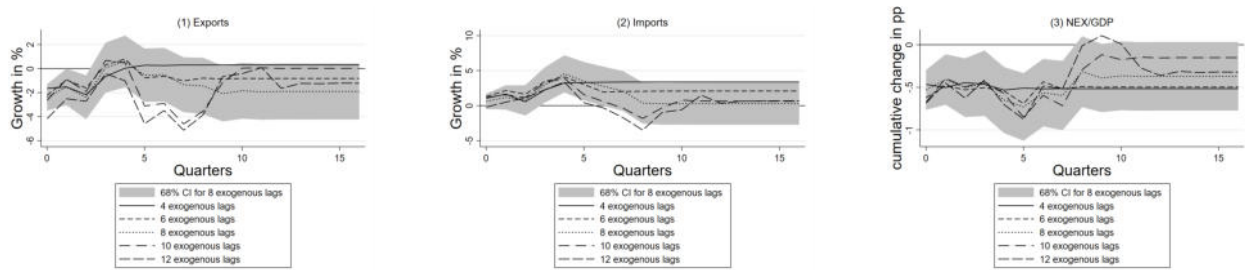 (1) Exports
Growth in %
2
0
-2
-4
-6
0 5 10 15
Quarters
68% CI for 8 exogenous lags
4 exogenous lags
6 exogenous lags
8 exogenous lags
10 exogenous lags
12 exogenous lags
(2) Imports
Growth in %
10
5
0
-5
0 5 10 15
Quarters
68% CI for 8 exogenous lags
4 exogenous lags
6 exogenous lags
8 exogenous lags
10 exogenous lags
12 exogenous lags
(3) NEX/GDP
cumulative change in pp
0
-.5
-1
0 5 10 15
Quarters
68% CI for 8 exogenous lags
4 exogenous lags
6 exogenous lags
8 exogenous lags
10 exogenous lags
12 exogenous lags